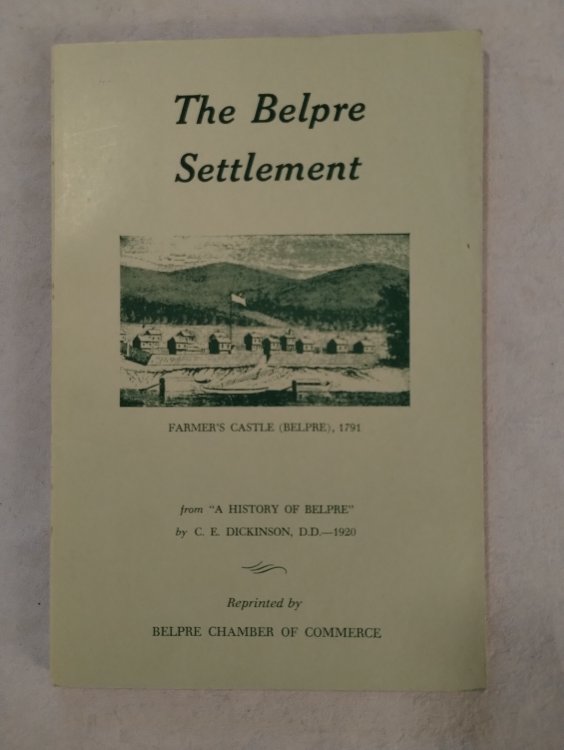 The Belpre
Settlement
FARMER'S CASTLE (BELPRE), 1791
from "A HISTORY OF BELPRE"
by C. E. DICKINSON, D.D.—1920
Reprinted by
BELPRE CHAMBER OF COMMERCE